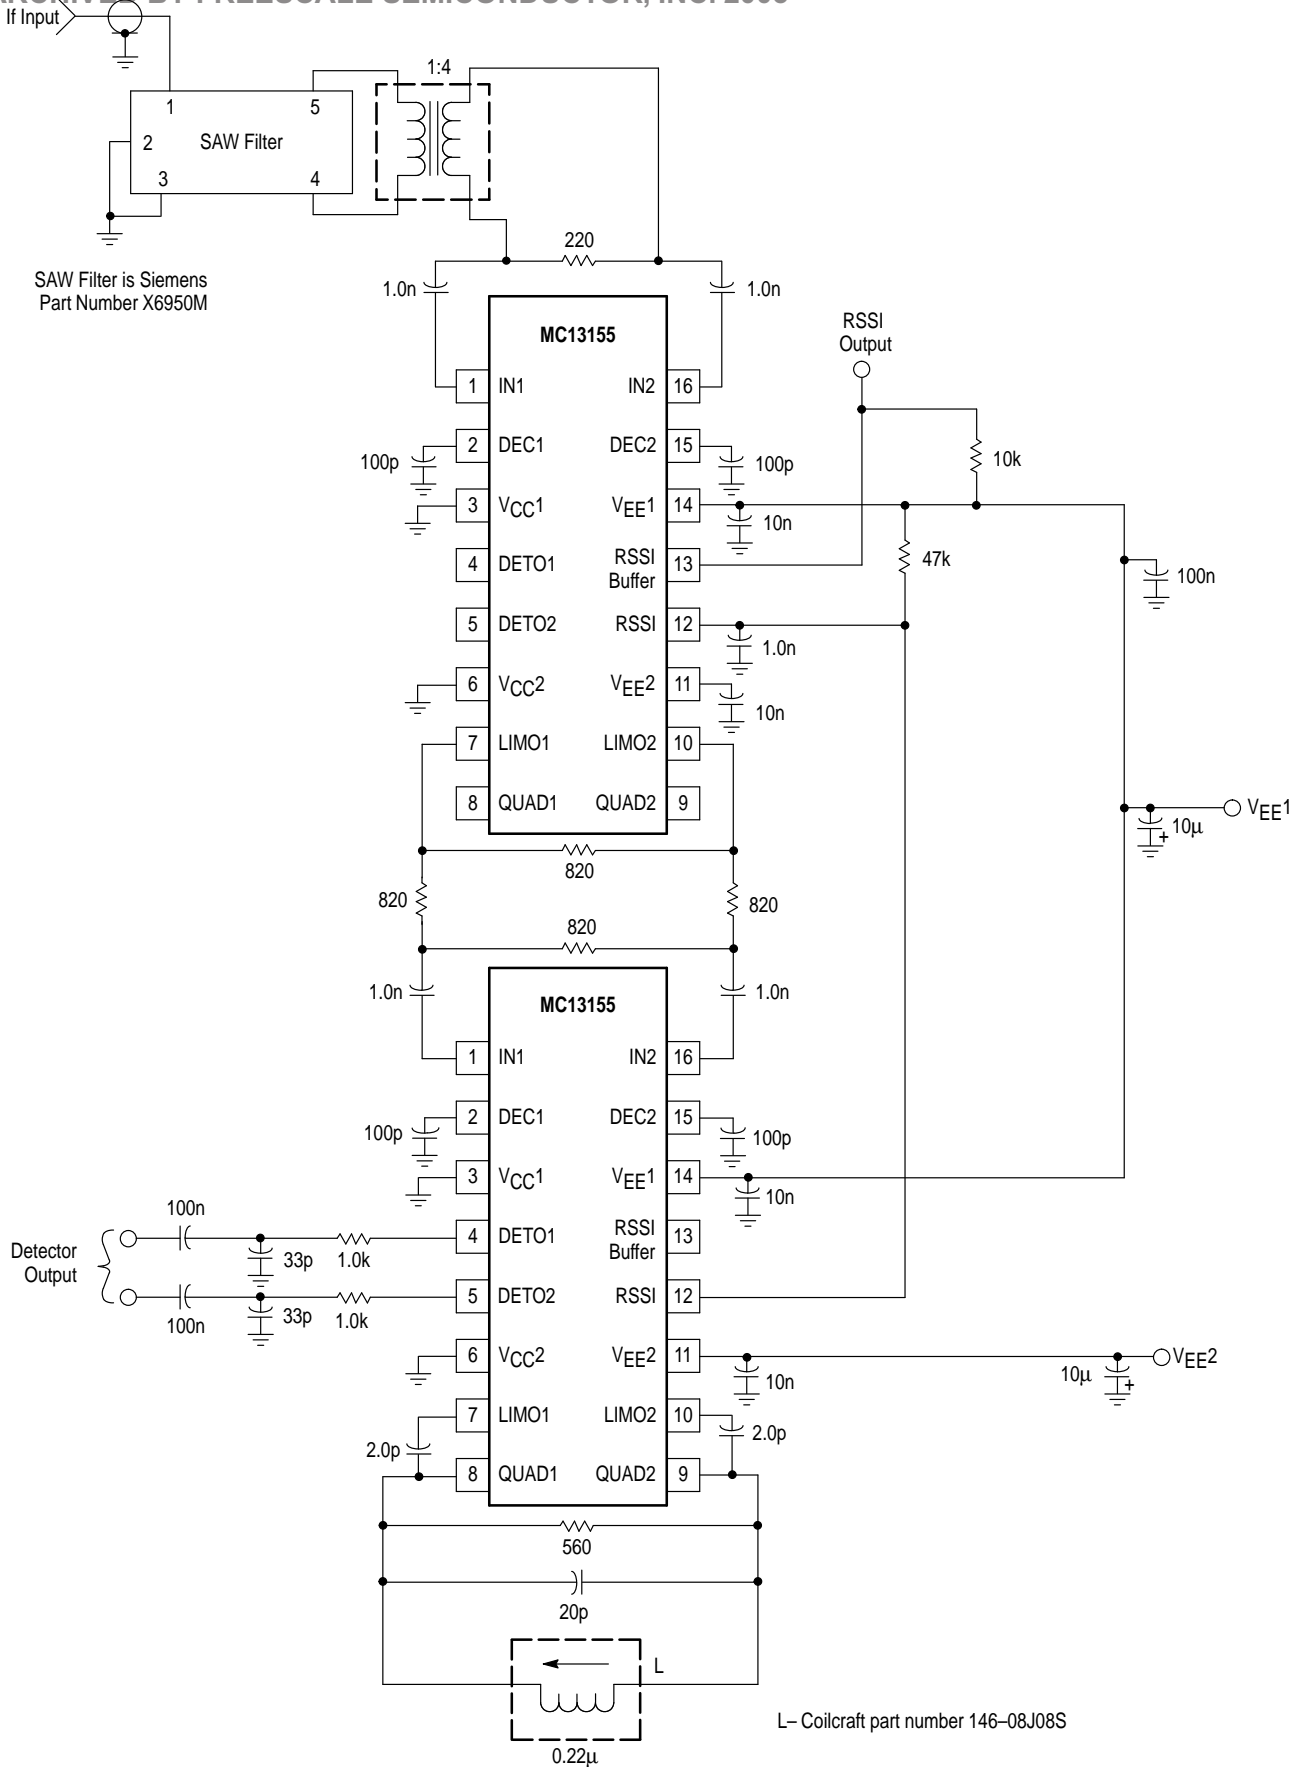 If Input
1:4
1
5
2
SAW Filter
3
4
220
SAW Filter is Siemens
Part Number X6950M
1.0n
1.0n
MC13155
RSSI
Output
1
IN1
IN2
16
2
DEC1
DEC2
15
100p
100p
10k
3
VCC1
VEE1
14
10n
4
DETO1
RSSI
Buffer
13
47k
100n
5
DETO2
RSSI
12
1.0n
6
VCC2
VEE2
11
10n
7
LIMO1
LIMO2
10
8
QUAD1
QUAD2
9
VEE1
10µ
+
820
820
820
820
1.0n
1.0n
MC13155
1
IN1
IN2
16
2
DEC1
DEC2
15
100p
100p
3
VCC1
VEE1
14
10n
100n
4
DETO1
RSSI
Buffer
13
33p
1.0k
Detector
Output
5
DETO2
RSSI
12
33p
1.0k
100n
6
VCC2
VEE2
11
VEE2
10n
10µ
+
7
LIMO1
LIMO2
10
2.0p
2.0p
8
QUAD1
QUAD2
9
560
20p
L
L– Coilcraft part number 146–08J08S
0.22µ